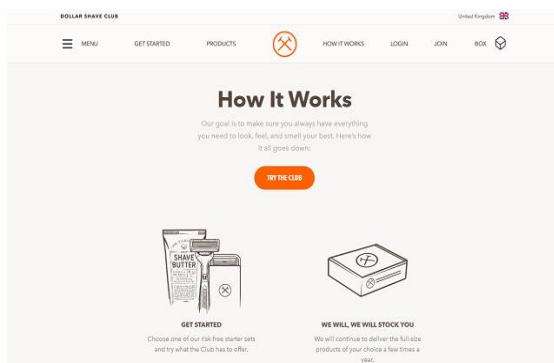 DOLLAR SHAVE CLUB
United Kingdom
MENU GET STARTED PRODUCTS HOW IT WORKS LOGIN JOIN BOX
How It Works
Our goal is to make sure you always have everything
you need to look, feel, and smell your best. Here's how
it all goes down:
TRY THE CLUB
SHAVE
BUTTER
GET STARTED
Choose one of our risk-free starter sets
and try what the Club has to offer.
WE WILL, WE WILL STOCK YOU
We will continue to deliver the full-size
products of your choice a few times a
year.